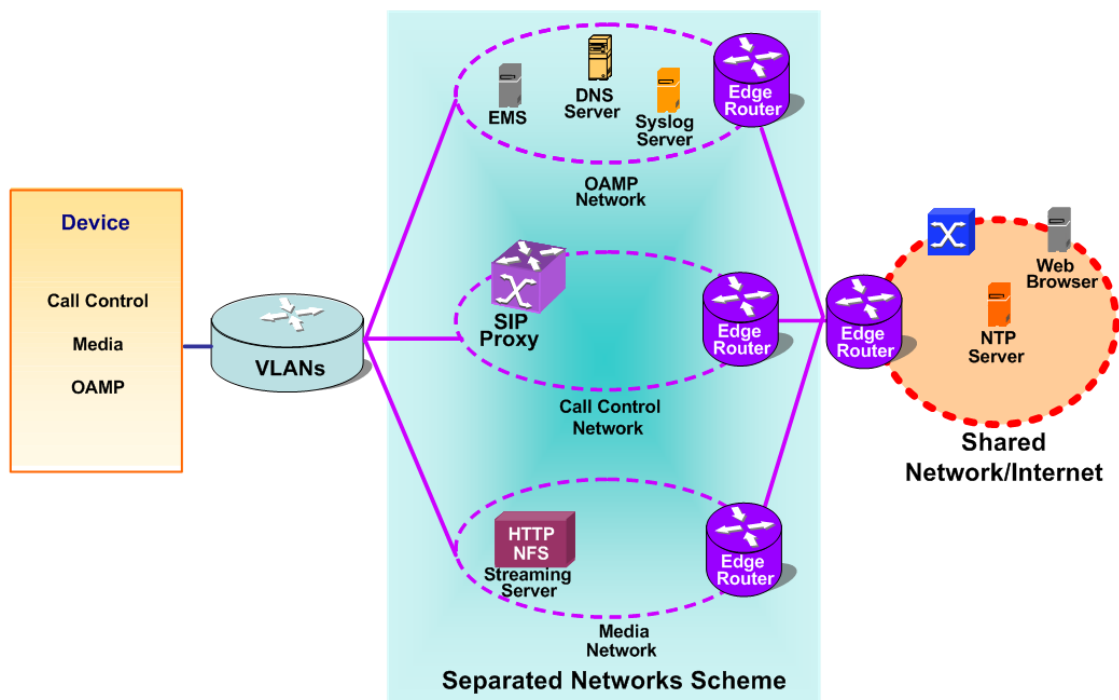 Device
Call Control
Media
OAMP
VLANs
EMS
DNS
Server
Syslog
Server
Edge
Router
OAMP
Network
SIP
Proxy
Edge
Router
Call Control
Network
HTTP
NFS
Streaming
Server
Edge
Router
Media
Network
Separated Networks Scheme
Edge
Router
Web
Browser
NTP
Server
Shared
Network/Internet